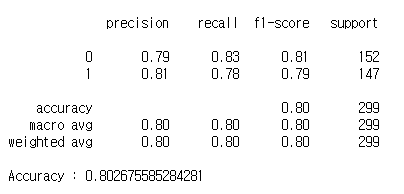 precision recall f1-score support
0 0.79 0.83 0.81 152
1 0.81 0.78 0.79 147
accuracy 0.80 299
macro avg 0.80 0.80 0.80 299
weighted avg 0.80 0.80 0.80 299
Accuracy : 0.802675585284281